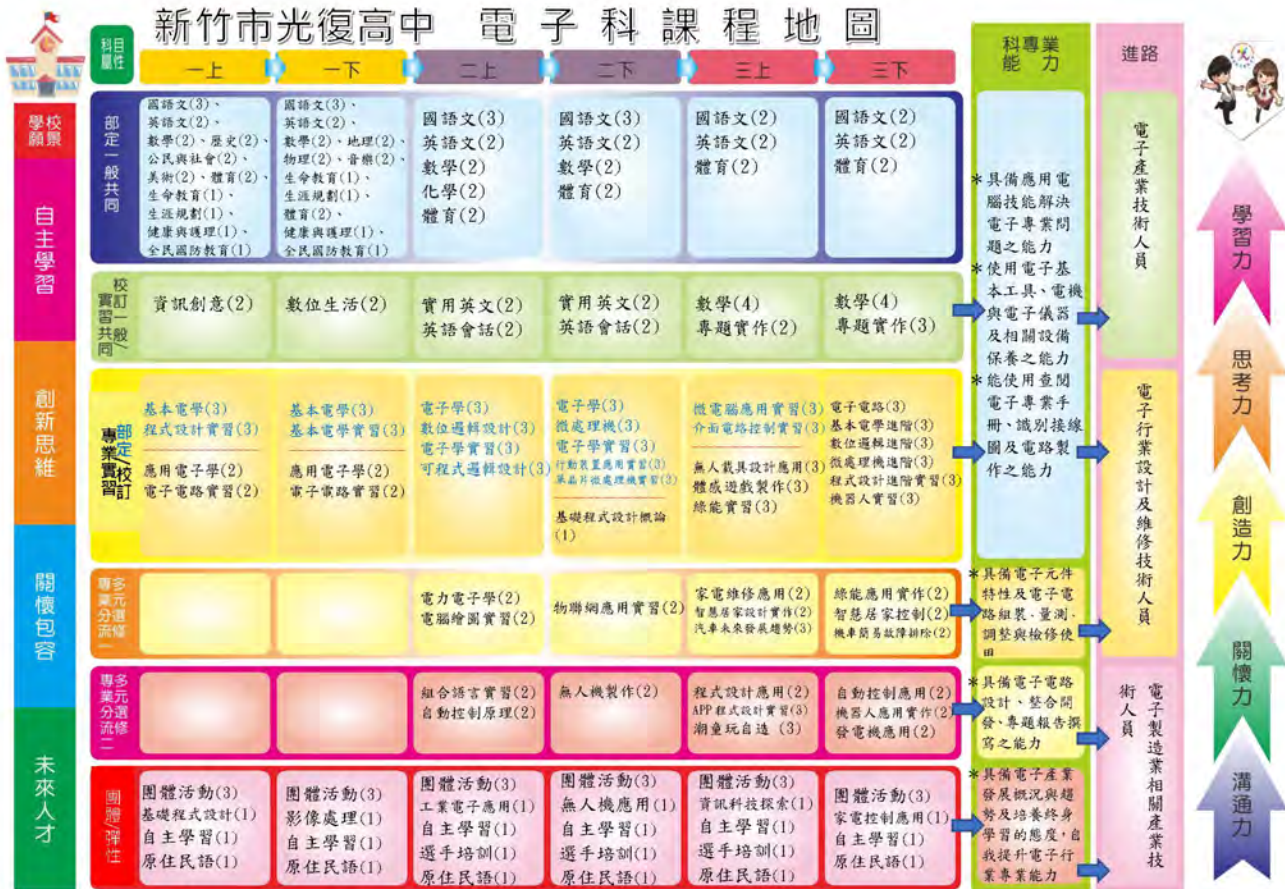 新竹市光復高中 電子科課程地圖
科目屬性
一上
一下
二上
二下
三上
三下
科專業能力
進路
學校願景
自主學習
創新思維
關懷包容
未來人才
部定一般共同
國語文(3)、
英語文(2)、
數學(2)、歷史(2)、
公民與社會(2)、
美術(2)、體育(2)、
生命教育(1)、
生涯規劃(1)、
健康與護理(1)、
全民國防教育(1)
國語文(3)、
英語文(2)、
數學(2)、地理(2)、
物理(2)、音樂(2)、
生命教育(1)、
生涯規劃(1)、
體育(2)、
健康與護理(1)、
全民國防教育(1)
國語文(3)
英語文(2)
數學(2)
化學(2)
體育(2)
國語文(3)
英語文(2)
數學(2)
體育(2)
國語文(2)
英語文(2)
體育(2)
國語文(2)
英語文(2)
體育(2)
校訂一般/實習共同
資訊創意(2)
數位生活(2)
實用英文(2)
英語會話(2)
實用英文(2)
英語會話(2)
數學(4)
專題實作(2)
數學(4)
專題實作(3)
部定/校訂專業實習
基本電學(3)
程式設計實習(3)
應用電子學(2)
電子電路實習(2)
基本電學(3)
基本電學實習(3)
應用電子學(2)
電子電路實習(2)
電子學(3)
數位邏輯設計(3)
電子學實習(3)
可程式邏輯設計(3)
電子學(3)
微處理機(3)
電子學實習(3)
行動裝置應用實習(3)
單晶片微處理機實習(3)
基礎程式設計概論
(1)
微電腦應用實習(3)
介面電路控制實習(3)
無人載具設計應用(3)
體感遊戲製作(3)
綠能實習(3)
電子電路(3)
基本電學進階(3)
數位邏輯進階(3)
微處理機進階(3)
程式設計進階實習(3)
機器人實習(3)
多元選修專業分流一
電力電子學(2)
電腦繪圖實習(2)
物聯網應用實習(2)
家電維修應用(2)
智慧居家設計實作(2)
汽車未來發展趨勢(3)
綠能應用實作(2)
智慧居家控制(2)
機車簡易故障排除(2)
多元選修專業分流二
組合語言實習(2)
自動控制原理(2)
無人機製作(2)
程式設計應用(2)
APP程式設計實習(3)
潮童玩自造 (3)
自動控制應用(2)
機器人應用實作(2)
發電機應用(2)
團體/彈性
團體活動(3)
基礎程式設計(1)
自主學習(1)
原住民語(1)
團體活動(3)
影像處理(1)
自主學習(1)
原住民語(1)
團體活動(3)
工業電子應用(1)
自主學習(1)
選手培訓(1)
原住民語(1)
團體活動(3)
無人機應用(1)
自主學習(1)
選手培訓(1)
原住民語(1)
團體活動(3)
資訊科技探索(1)
自主學習(1)
選手培訓(1)
原住民語(1)
團體活動(3)
家電控制應用(1)
自主學習(1)
原住民語(1)
*具備應用電
腦技能解決
電子專業問
題之能力
*使用電子基
本工具、電機
與電子儀器
及相關設備
保養之能力
*能使用查閱
電子專業手
冊、識別接線
圖及電路製
作之能力
*具備電子元件
特性及電子電
路組裝、量測、
調整與檢修使
用
*具備電子電路
設計、整合開
發、專題報告撰
寫之能力
*具備電子產業
發展概況與趨
勢及培養終身
學習的態度，自
我提升電子行
業專業能力
電子產業技術人員
電子行業設計及維修技術人員
電子製造業相關產業技
術人員
學習力
思考力
創造力
關懷力
溝通力